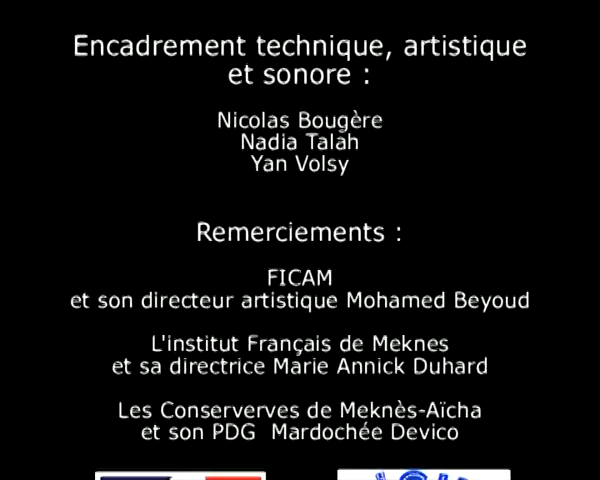 Encadrement technique, artistique
et sonore :
Nicolas Bougère
Nadia Talah
Yan Volsy
Remerciements :
FICAM
et son directeur artistique Mohamed Beyoud
L'institut Français de Meknes
et sa directrice Marie Annick Duhard
Les Conserverves de Meknès-Aïcha
et son PDG  Mardochée Devico